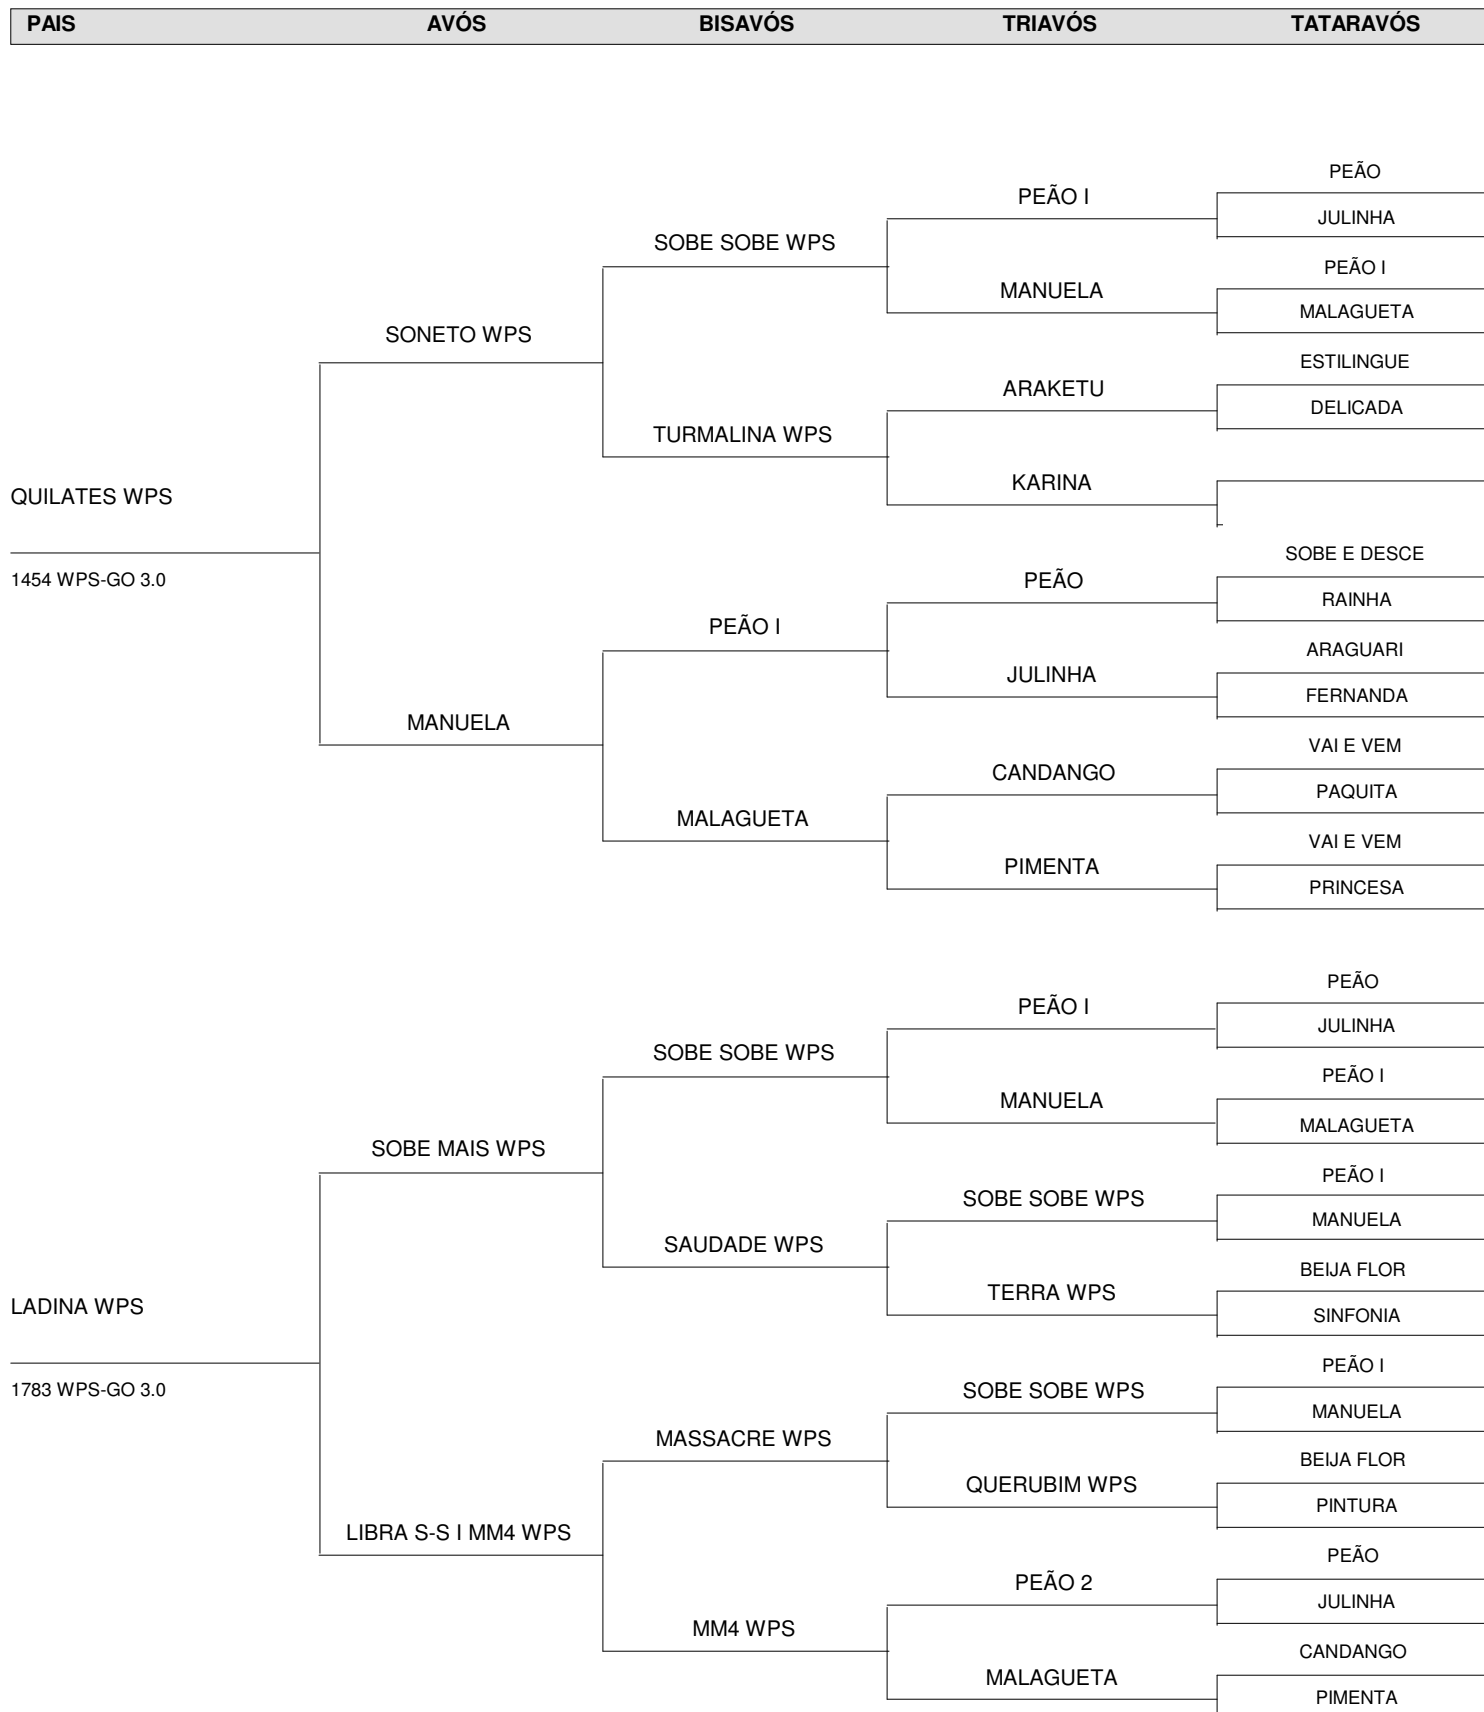 PAIS AVÓS BISAVÓS TRIAVÓS TATARAVÓS
PEÃO
PEÃO I
JULINHA
SOBE SOBE WPS
PEÃO I
MANUELA
MALAGUETA
SONETO WPS
ESTILINGUE
ARAKETU
DELICADA
TURMALINA WPS
KARINA
QUILATES WPS
SOBE E DESCE
1454 WPS-GO 3.0
PEÃO
RAINHA
PEÃO I
ARAGUARI
JULINHA
FERNANDA
MANUELA
VAI E VEM
CANDANGO
PAQUITA
MALAGUETA
VAI E VEM
PIMENTA
PRINCESA
PEÃO
PEÃO I
JULINHA
SOBE SOBE WPS
PEÃO I
MANUELA
MALAGUETA
SOBE MAIS WPS
PEÃO I
SOBE SOBE WPS
MANUELA
SAUDADE WPS
BEIJA FLOR
TERRA WPS
LADINA WPS
SINFONIA
PEÃO I
1783 WPS-GO 3.0
SOBE SOBE WPS
MANUELA
MASSACRE WPS
BEIJA FLOR
QUERUBIM WPS
PINTURA
LIBRA S-S I MM4 WPS
PEÃO
PEÃO 2
JULINHA
MM4 WPS
CANDANGO
MALAGUETA
PIMENTA